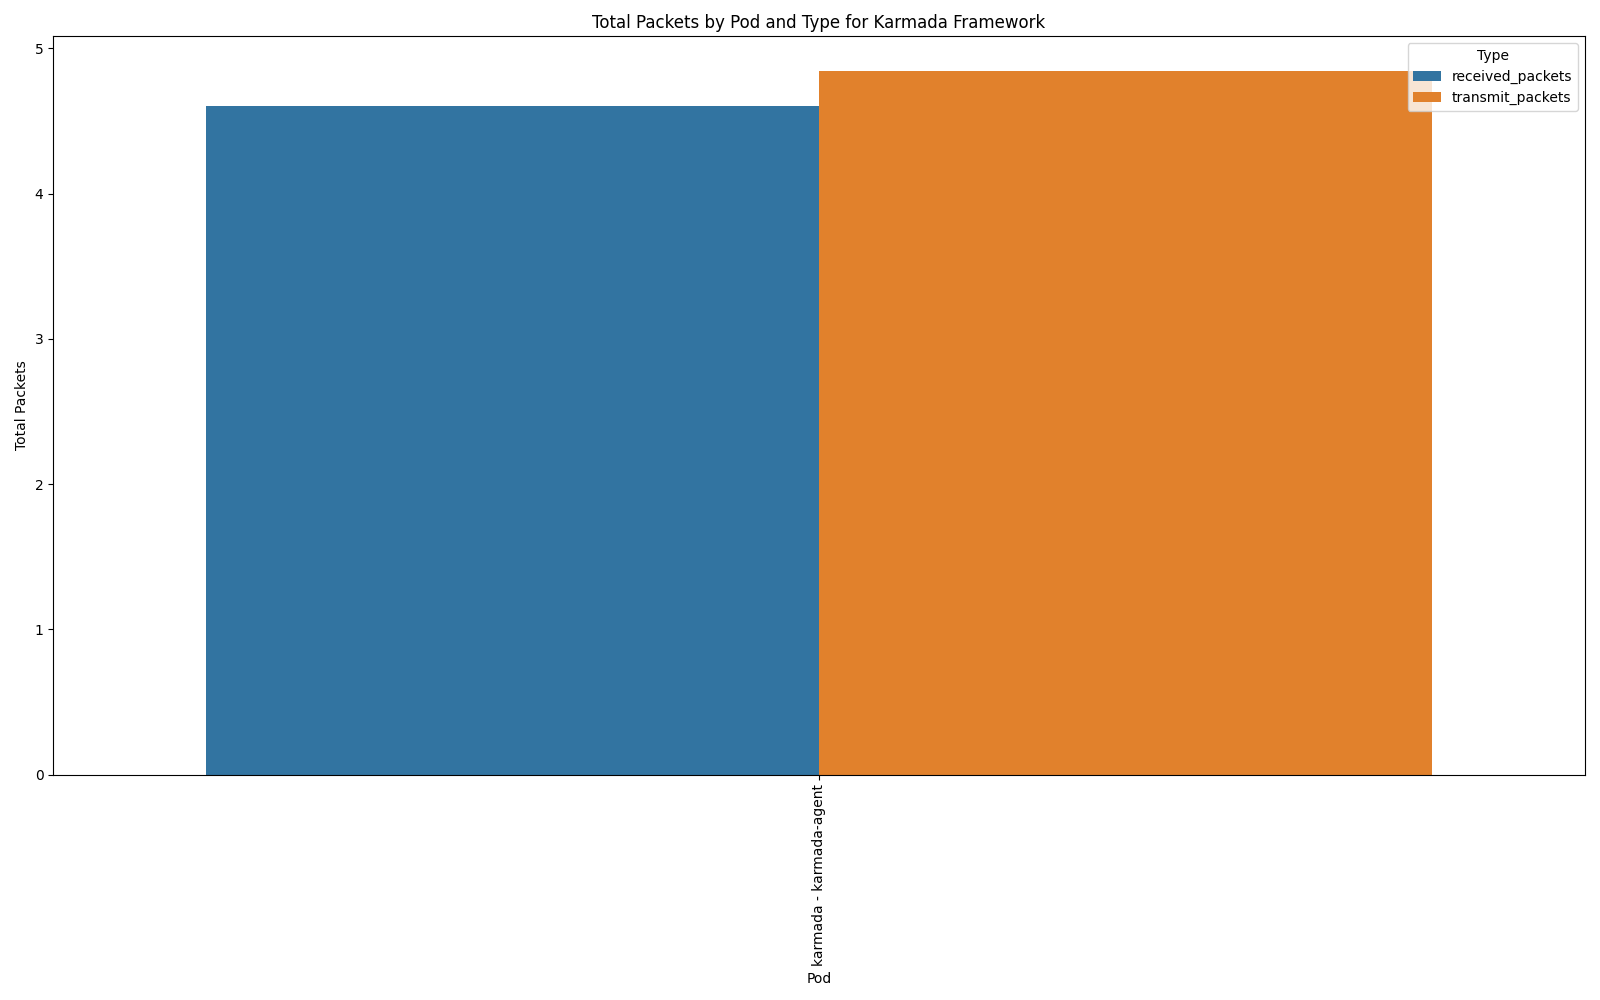 Total Packets by Pod and Type for Karmada Framework
Type
received_packets
transmit_packets
5
4
3
2
1
0
Total Packets
karmada - karmada-agent
Pod